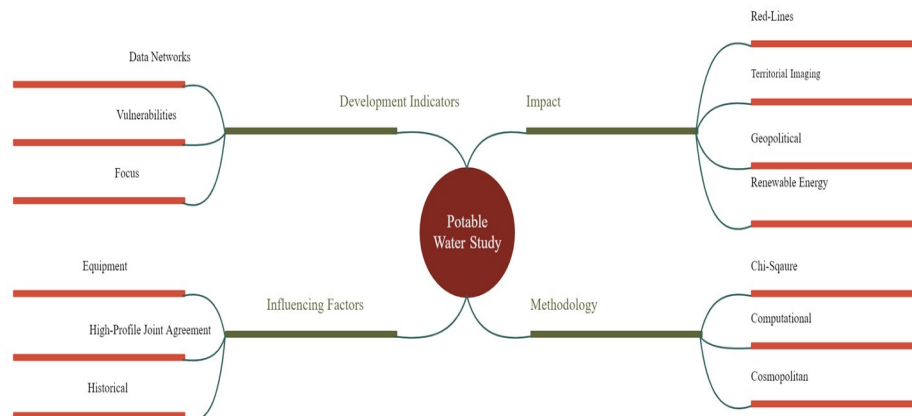 Red-Lines
Data Networks
Territorial Imaging
Development Indicators
Impact
Vulnerabilities
Geopolitical
Focus
Renewable Energy
Potable
Water Study
Equipment
Chi-Sqaure
Influencing Factors
Methodology
High-Profile Joint Agreement
Computational
Historical
Cosmopolitan